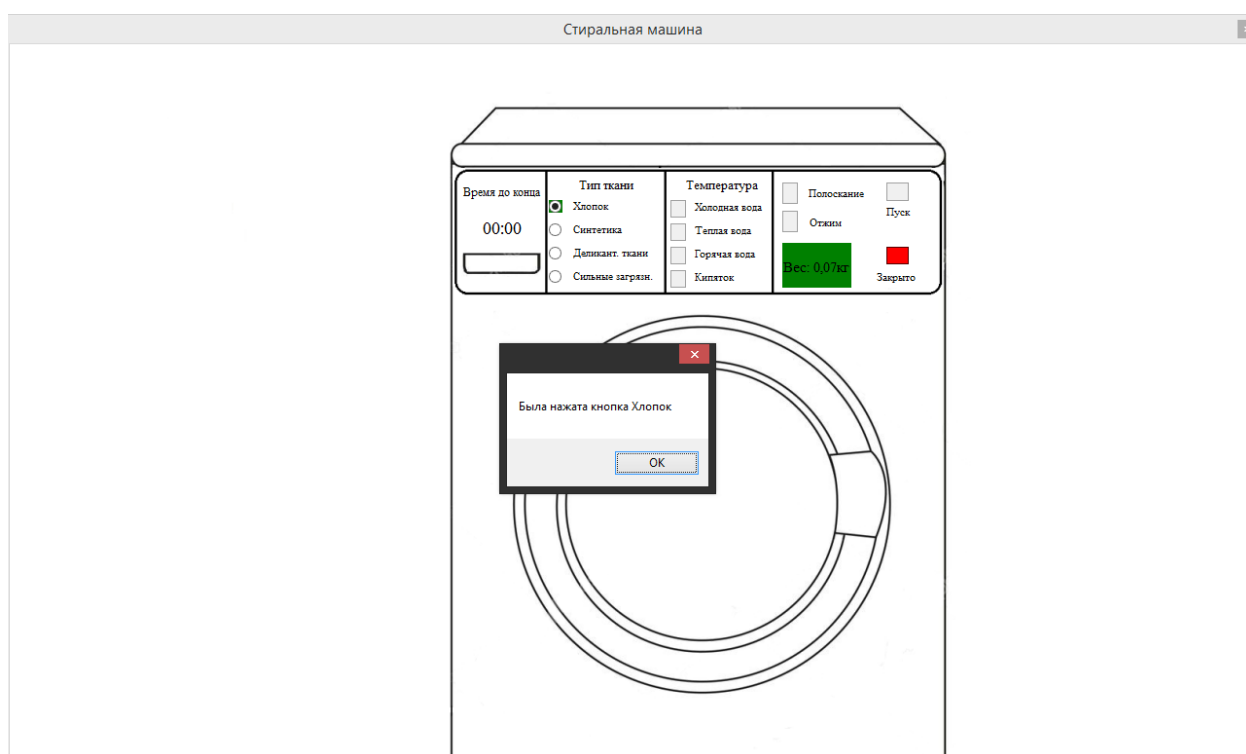 Стиральная машина
Время до конца
00:00
Тип ткани
Хлопок
Синтетика
Деликант. ткани
Сильные загрязн.
Температура
Холодная вода
Теплая вода
Горячая вода
Кипяток
Полоскание
Отжим
Вес: 0,07кг
Пуск
Закрыто
Была нажата кнопка Хлопок
OK